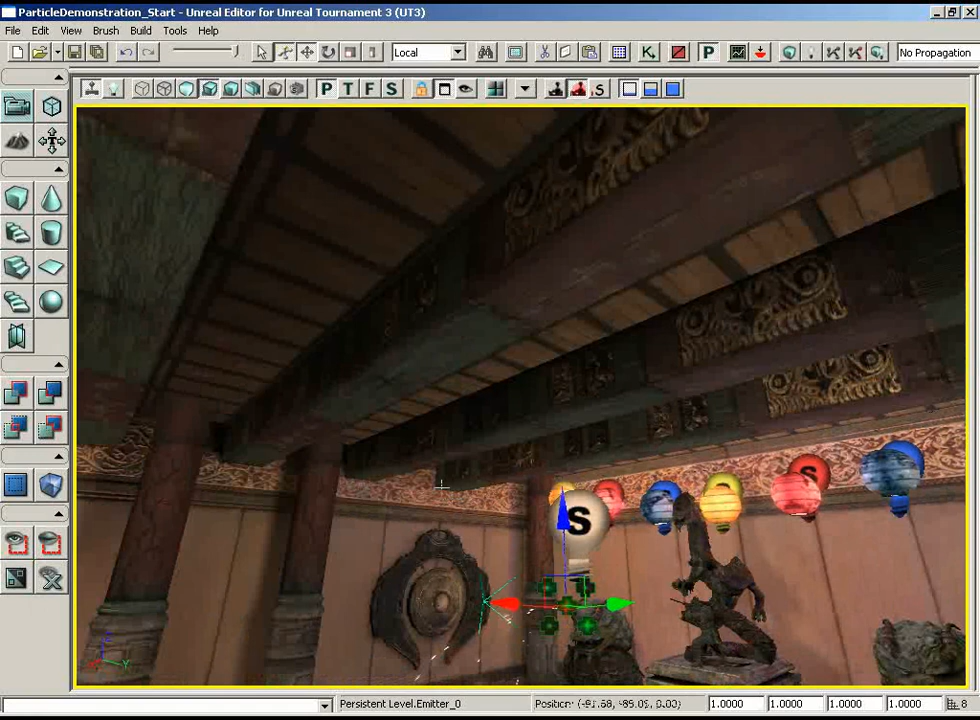 ParticleDemonstration_Start - Unreal Editor for Unreal Tournament 3 (UT3)
File Edit View Brush Build Tools Help
Local
P
No Propagation
P T F S
S
S
S
Y
Persistent Level.Emitter_0
1.0000 1.0000 1.0000 1.0000
8